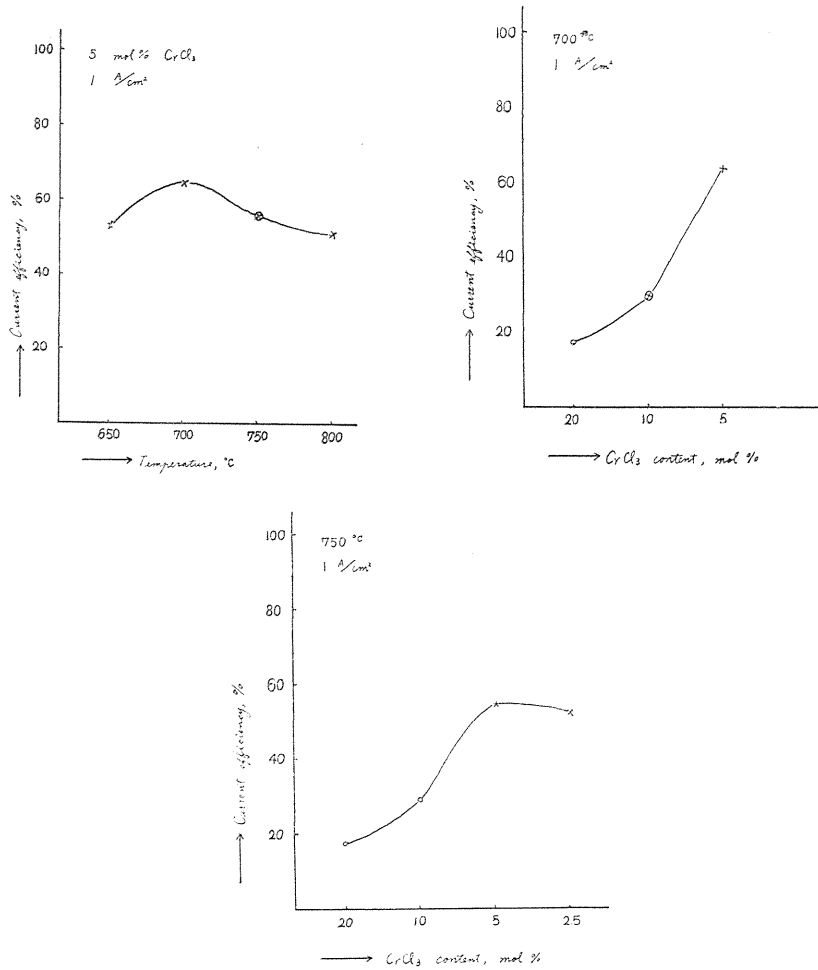 100
80
60
40
20
5 mol% CrCl₃
1 A/cm²
Current efficiency, %
650 700 750 800
Temperature, °C
100
80
60
40
20
700 °C
1 A/cm²
Current efficiency, %
20 10 5
CrCl₃ content, mol %
100
80
60
40
20
750 °C
1 A/cm²
Current efficiency, %
20 10 5 25
CrCl₃ content, mol %